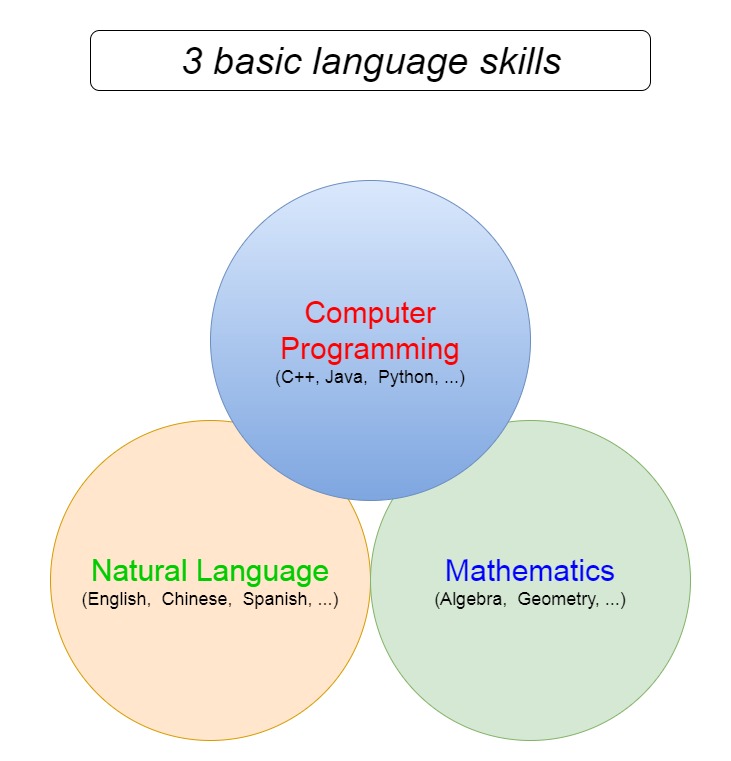 3 basic language skills
Computer
Programming
(C++, Java, Python, ...)
Natural Language
(English, Chinese, Spanish, ...)
Mathematics
(Algebra, Geometry, ...)